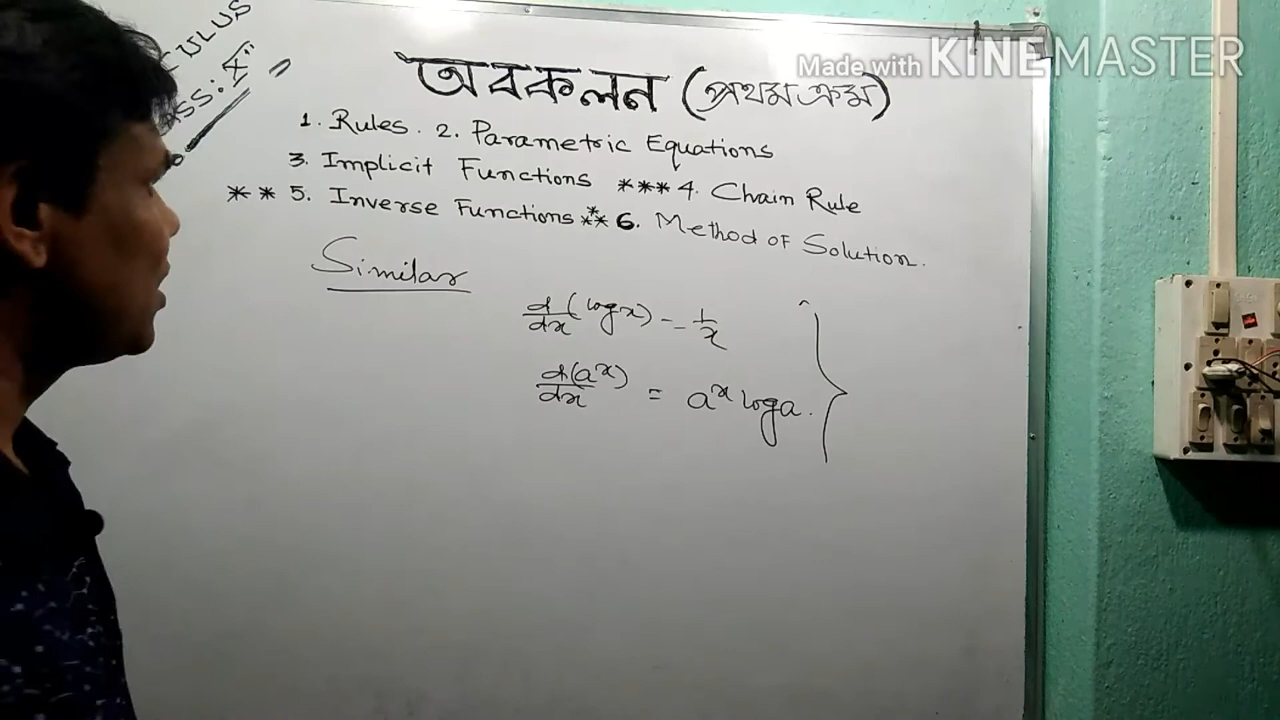 Made with KINEMASTER
অবকলন (প্রথম ক্রম)
1. Rules. 2. Parametric Equations
3. Implicit Functions *** 4. Chain Rule
** 5. Inverse Functions *** 6. Method of Solution.
Similar
d/dx (log x) = 1/x
d/dx (a^x) = a^x log a.